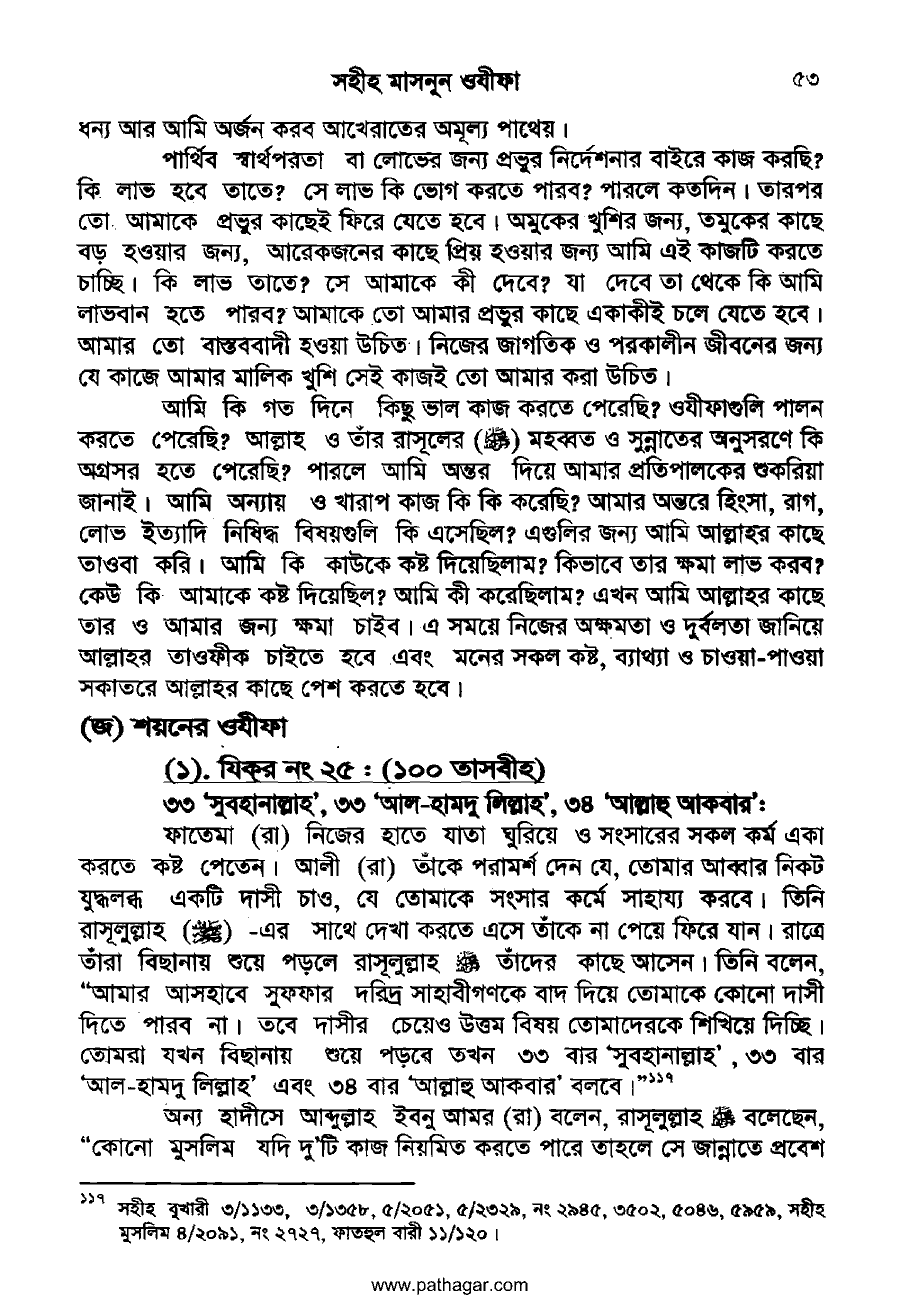 সহীহ মাসনূন ওযীফা ৫৩
ধন্য আর আমি অর্জন করব আখেরাতের অমূল্য পাথেয়।
পার্থিব স্বার্থপরতা বা লোভের জন্য প্রভুর নির্দেশনার বাইরে কাজ করছি?
কি লাভ হবে তাতে? সে লাভ কি ভোগ করতে পারব? পারলে কতদিন। তারপর
তো আমাকে প্রভুর কাছেই ফিরে যেতে হবে। অমুকের খুশির জন্য, তমুকের কাছে
বড় হওয়ার জন্য, আরেকজনের কাছে প্রিয় হওয়ার জন্য আমি এই কাজটি করতে
চাচ্ছি। কি লাভ তাতে? সে আমাকে কী দেবে? যা দেবে তা থেকে কি আমি
লাভবান হতে পারব? আমাকে তো আমার প্রভুর কাছে একাকীই চলে যেতে হবে।
আমার তো বাস্তববাদী হওয়া উচিত। নিজের জাগতিক ও পরকালীন জীবনের জন্য
যে কাজে আমার মালিক খুশি সেই কাজই তো আমার করা উচিত।
আমি কি গত দিনে কিছু ভাল কাজ করতে পেরেছি? ওযীফাগুলি পালন
করতে পেরেছি? আল্লাহ ও তাঁর রাসূলের (ﷺ) মহব্বত ও সুন্নাতের অনুসরণে কি
অগ্রসর হতে পেরেছি? পারলে আমি অন্তর দিয়ে আমার প্রতিপালকের শুকরিয়া
জানাই। আমি অন্যায় ও খারাপ কাজ কি কি করেছি? আমার অন্তরে হিংসা, রাগ,
লোভ ইত্যাদি নিষিদ্ধ বিষয়গুলি কি এসেছিল? এগুলির জন্য আমি আল্লাহর কাছে
তাওবা করি। আমি কি কাউকে কষ্ট দিয়েছিলাম? কিভাবে তার ক্ষমা লাভ করব?
কেউ কি আমাকে কষ্ট দিয়েছিল? আমি কী করেছিলাম? এখন আমি আল্লাহর কাছে
তার ও আমার জন্য ক্ষমা চাইব। এ সময়ে নিজের অক্ষমতা ও দুর্বলতা জানিয়ে
আল্লাহর তাওফীক চাইতে হবে এবং মনের সকল কষ্ট, ব্যাথ্যা ও চাওয়া-পাওয়া
সকাতরে আল্লাহর কাছে পেশ করতে হবে।
(জ) শয়নের ওযীফা
(১). যিকর নং ২৫ : (১০০ তাসবীহ)
৩৩ ‘সুবহানাল্লাহ’, ৩৩ ‘আল-হামদু লিল্লাহ’, ৩৪ ‘আল্লাহু আকবার’:
ফাতেমা (রা) নিজের হাতে যাতা ঘুরিয়ে ও সংসারের সকল কর্ম একা
করতে কষ্ট পেতেন। আলী (রা) তাঁকে পরামর্শ দেন যে, তোমার আব্বার নিকট
যুদ্ধলব্ধ একটি দাসী চাও, যে তোমাকে সংসার কর্মে সাহায্য করবে। তিনি
রাসূলুল্লাহ (ﷺ) -এর সাথে দেখা করতে এসে তাঁকে না পেয়ে ফিরে যান। রাত্রে
তাঁরা বিছানায় শুয়ে পড়লে রাসূলুল্লাহ ﷺ তাঁদের কাছে আসেন। তিনি বলেন,
“আমার আসহাবে সুফফার দরিদ্র সাহাবীগণকে বাদ দিয়ে তোমাকে কোনো দাসী
দিতে পারব না। তবে দাসীর চেয়েও উত্তম বিষয় তোমাদেরকে শিখিয়ে দিচ্ছি।
তোমরা যখন বিছানায় শুয়ে পড়বে তখন ৩৩ বার ‘সুবহানাল্লাহ’ , ৩৩ বার
‘আল-হামদু লিল্লাহ’ এবং ৩৪ বার ‘আল্লাহু আকবার’ বলবে।”১১৭
অন্য হাদীসে আব্দুল্লাহ ইবনু আমর (রা) বলেন, রাসূলুল্লাহ ﷺ বলেছেন,
“কোনো মুসলিম যদি দু’টি কাজ নিয়মিত করতে পারে তাহলে সে জান্নাতে প্রবেশ
১১৭ সহীহ বুখারী ৩/১১৩৩, ৩/১৩৫৮, ৫/২০৫১, ৫/২৩২৯, নং ২৯৪৫, ৩৫০২, ৫০৪৬, ৫৯৫৯, সহীহ
মুসলিম ৪/২০৯১, নং ২৭২৭, ফাতহুল বারী ১১/১২০।
www.pathagar.com